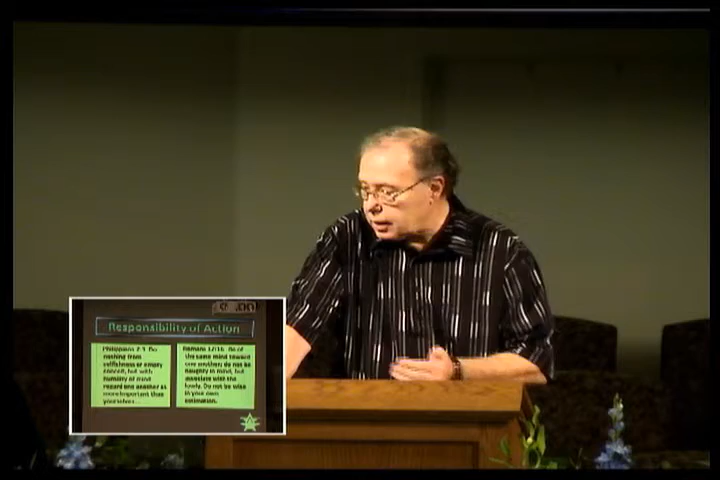 Responsibility of Action
Philippians 2:3 Do
nothing from
selfishness or empty
conceit, but with
humility of mind
regard one another as
more important than
yourselves...
Romans 12:16 Be of
the same mind toward
one another; do not be
haughty in mind, but
associate with the
lowly. Do not be wise
in your own
estimation.